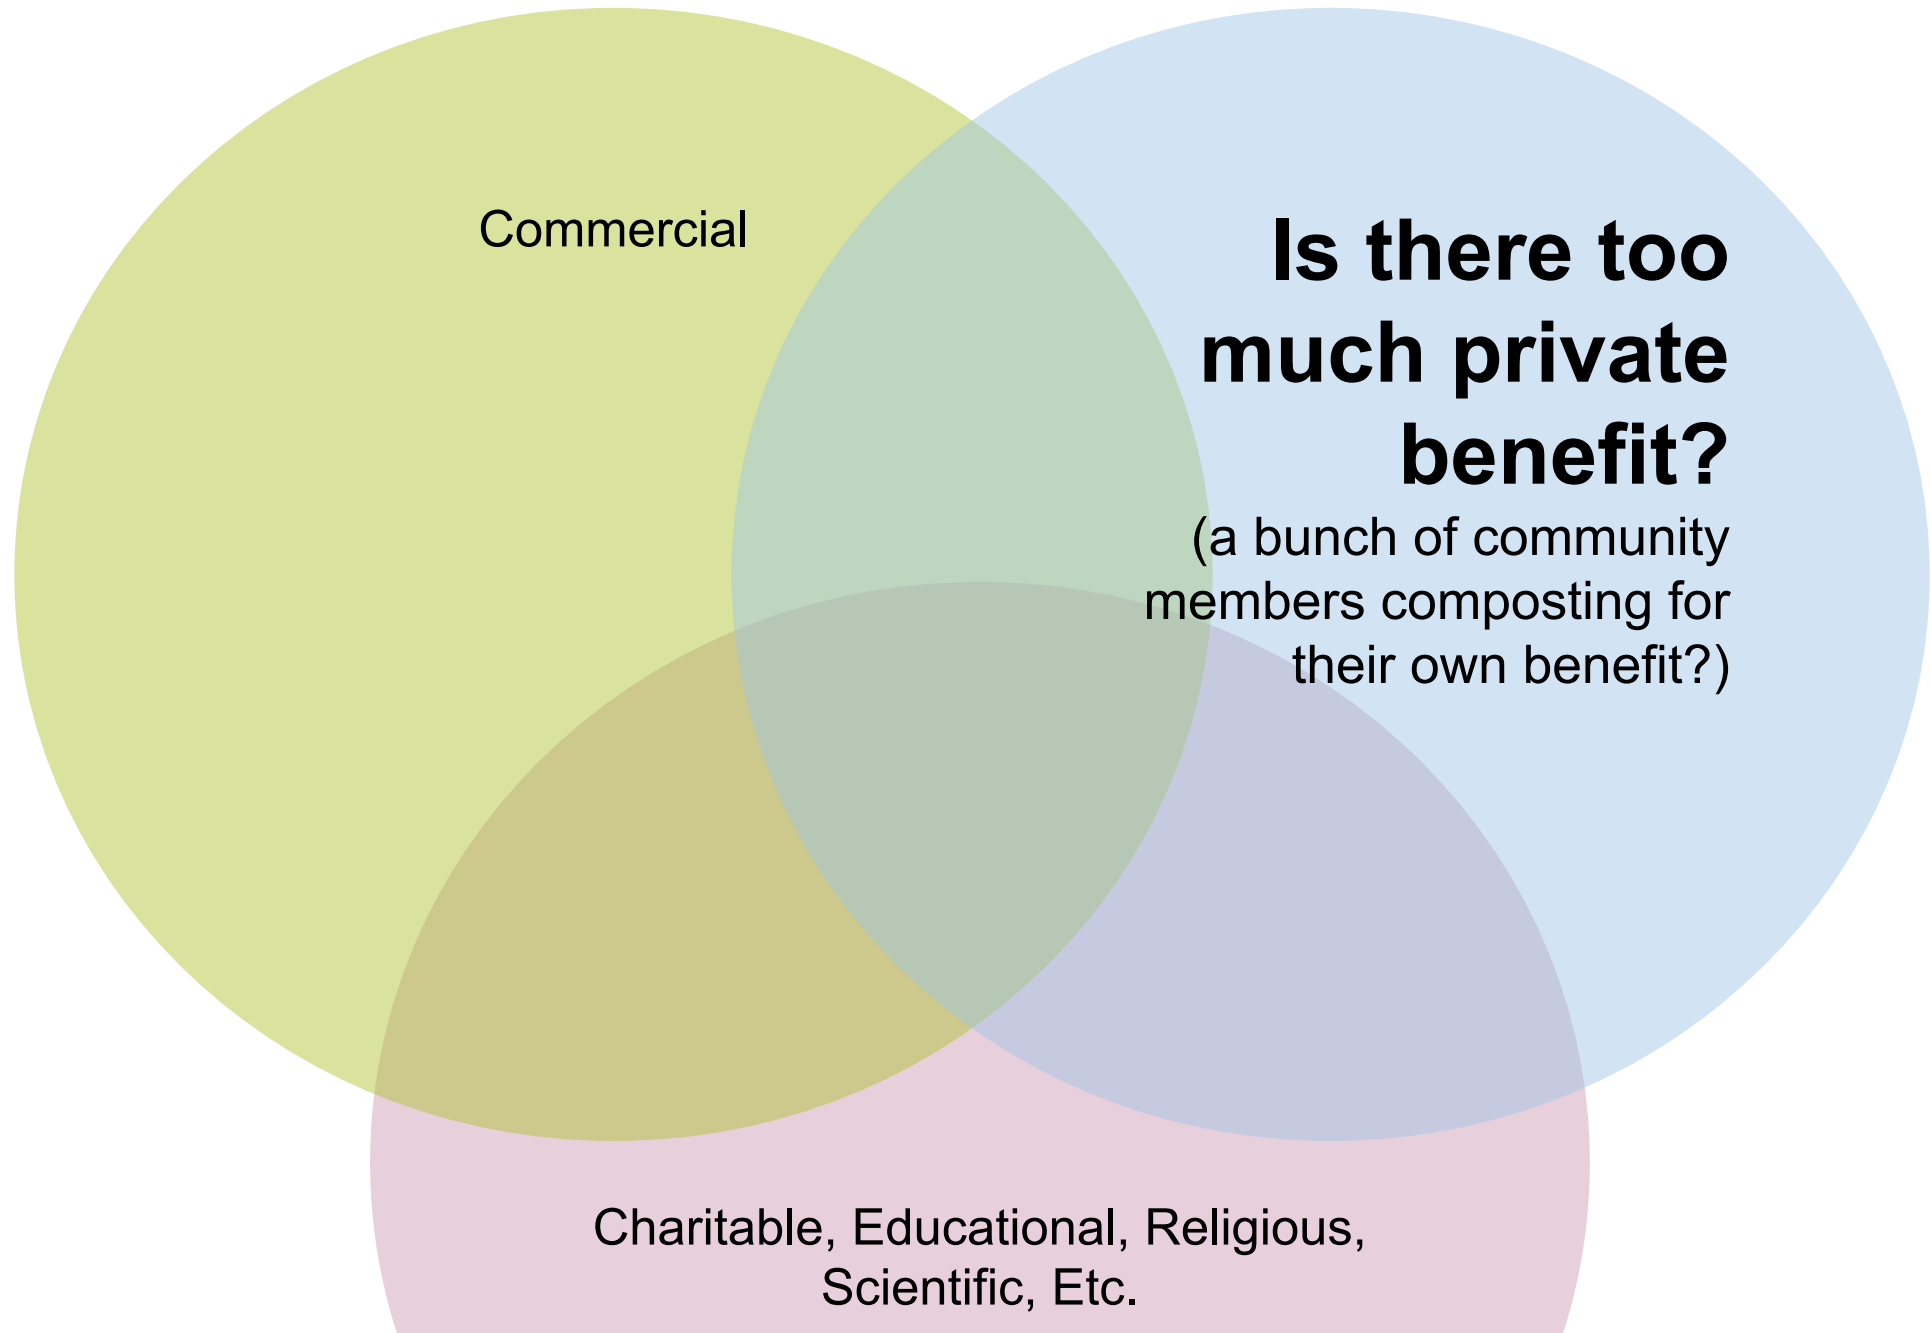 Commercial
Is there too
much private
benefit?
(a bunch of community
members composting for
their own benefit?)
Charitable, Educational, Religious,
Scientific, Etc.